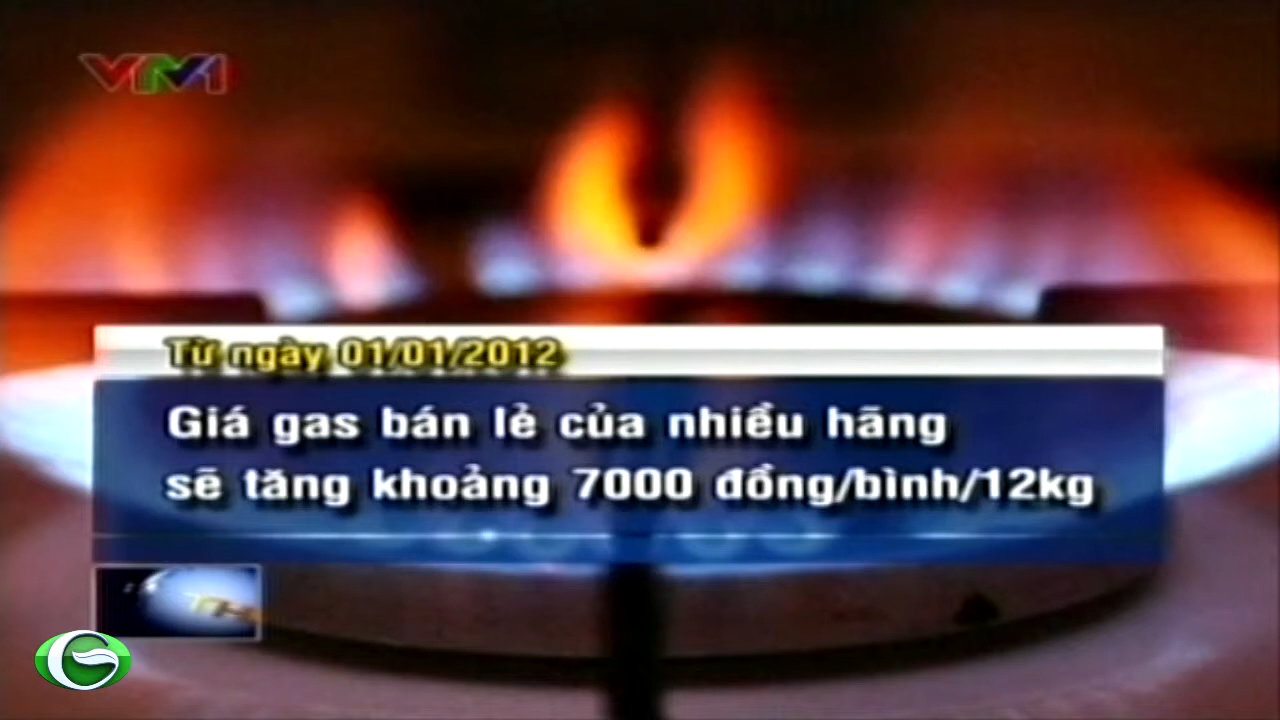 VTV1
Từ ngày 01/01/2012
Giá gas bán lẻ của nhiều hãng
sẽ tăng khoảng 7000 đồng/bình/12kg